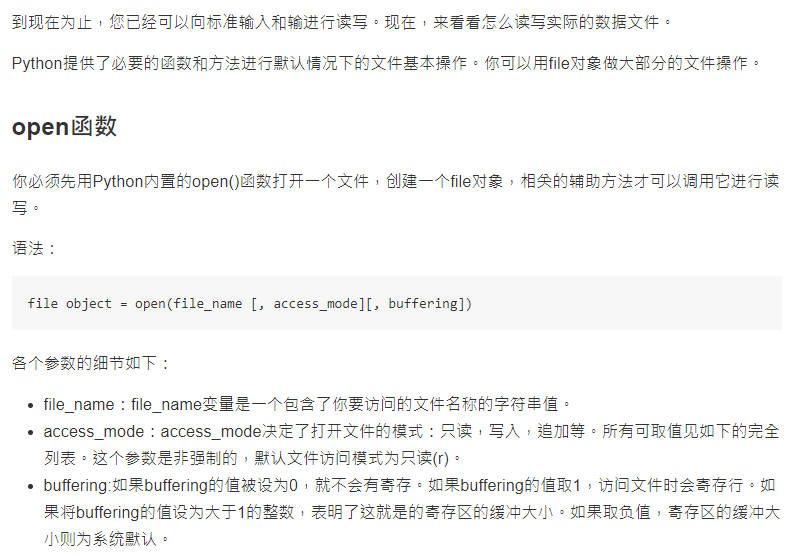 到现在为止，您已经可以向标准输入和输进行读写。现在，来看看怎么读写实际的数据文件。
Python提供了必要的函数和方法进行默认情况下的文件基本操作。你可以用file对象做大部分的文件操作。
open函数
你必须先用Python内置的open()函数打开一个文件，创建一个file对象，相关的辅助方法才可以调用它进行读
写。
语法：
file object = open(file_name [, access_mode][, buffering])
各个参数的细节如下：
• file_name：file_name变量是一个包含了你要访问的文件名称的字符串值。
• access_mode：access_mode决定了打开文件的模式：只读，写入，追加等。所有可取值见如下的完全
列表。这个参数是非强制的，默认文件访问模式为只读(r)。
• buffering:如果buffering的值被设为0，就不会有寄存。如果buffering的值取1，访问文件时会寄存行。如
果将buffering的值设为大于1的整数，表明了这就是的寄存区的缓冲大小。如果取负值，寄存区的缓冲大
小则为系统默认。